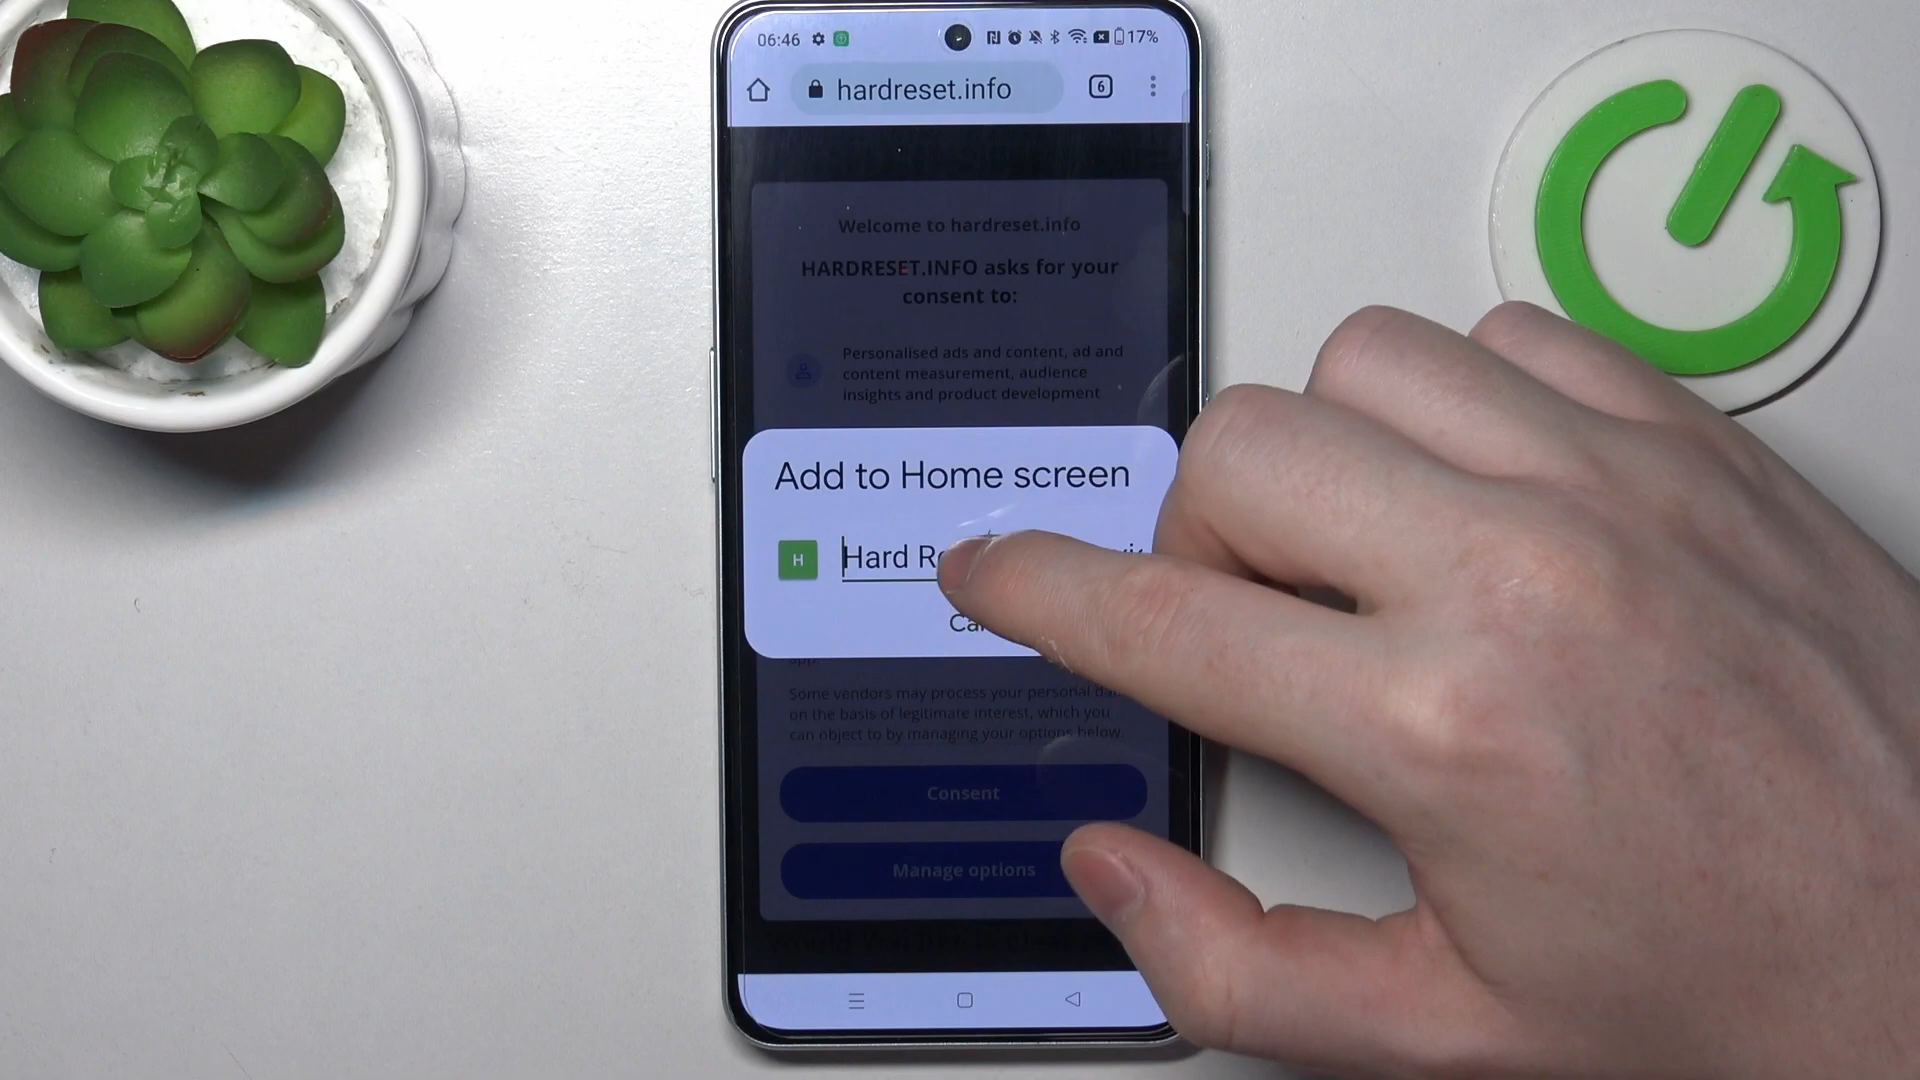 06:46 17%
hardreset.info 6
Welcome to hardreset.info
HARDRESET.INFO asks for your
consent to:
Personalised ads and content, ad and
content measurement, audience
insights and product development
Add to Home screen
H Hard
app.
Some vendors may process your personal
on the basis of legitimate interest, which you
can object to by managing your options below.
Consent
Manage options